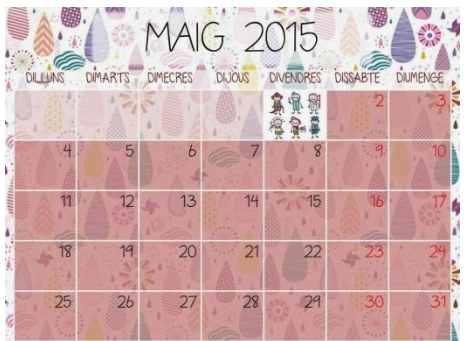 MAIG 2015
DILLUNS DIMARTS DIMECRES DIJOUS DIVENDRES DISSABTE DIUMENGE
2 3
4 5 6 7 8 9 10
11 12 13 14 15 16 17
18 19 20 21 22 23 24
25 26 27 28 29 30 31